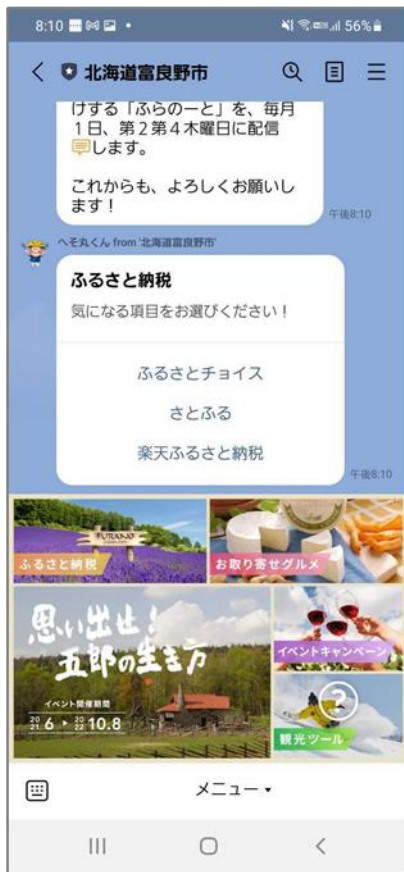 8:10
56%
北海道富良野市
けする「ふらのーと」を、毎月
１日、第２第４木曜日に配信
します。
これからも、よろしくお願いし
ます！
午後8:10
へそ丸くん from '北海道富良野市'
ふるさと納税
気になる項目をお選びください！
ふるさとチョイス
さとふる
楽天ふるさと納税
午後8:10
FURANO
ふるさと納税
お取り寄せグルメ
思い出せ！
五郎の生き方
イベント開催期間
2021 6 ▶ 2022 10.8
イベントキャンペーン
?
観光ツール
メニュー